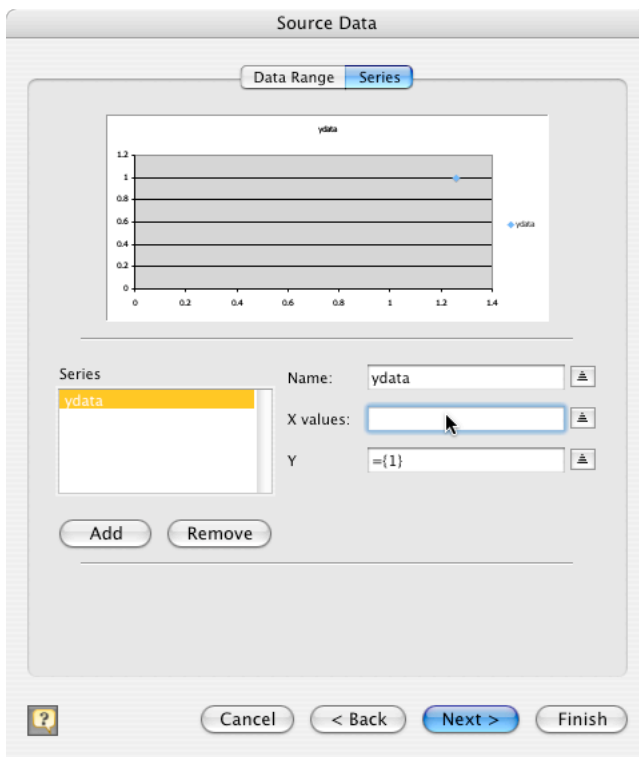 Source Data
Data Range Series
ydata
1.2
1
0.8
0.6
0.4
0.2
0
0 0.2 0.4 0.6 0.8 1 1.2 1.4
ydata
Series
ydata
Name: ydata
X values:
Y ={1}
Add Remove
? Cancel < Back Next > Finish